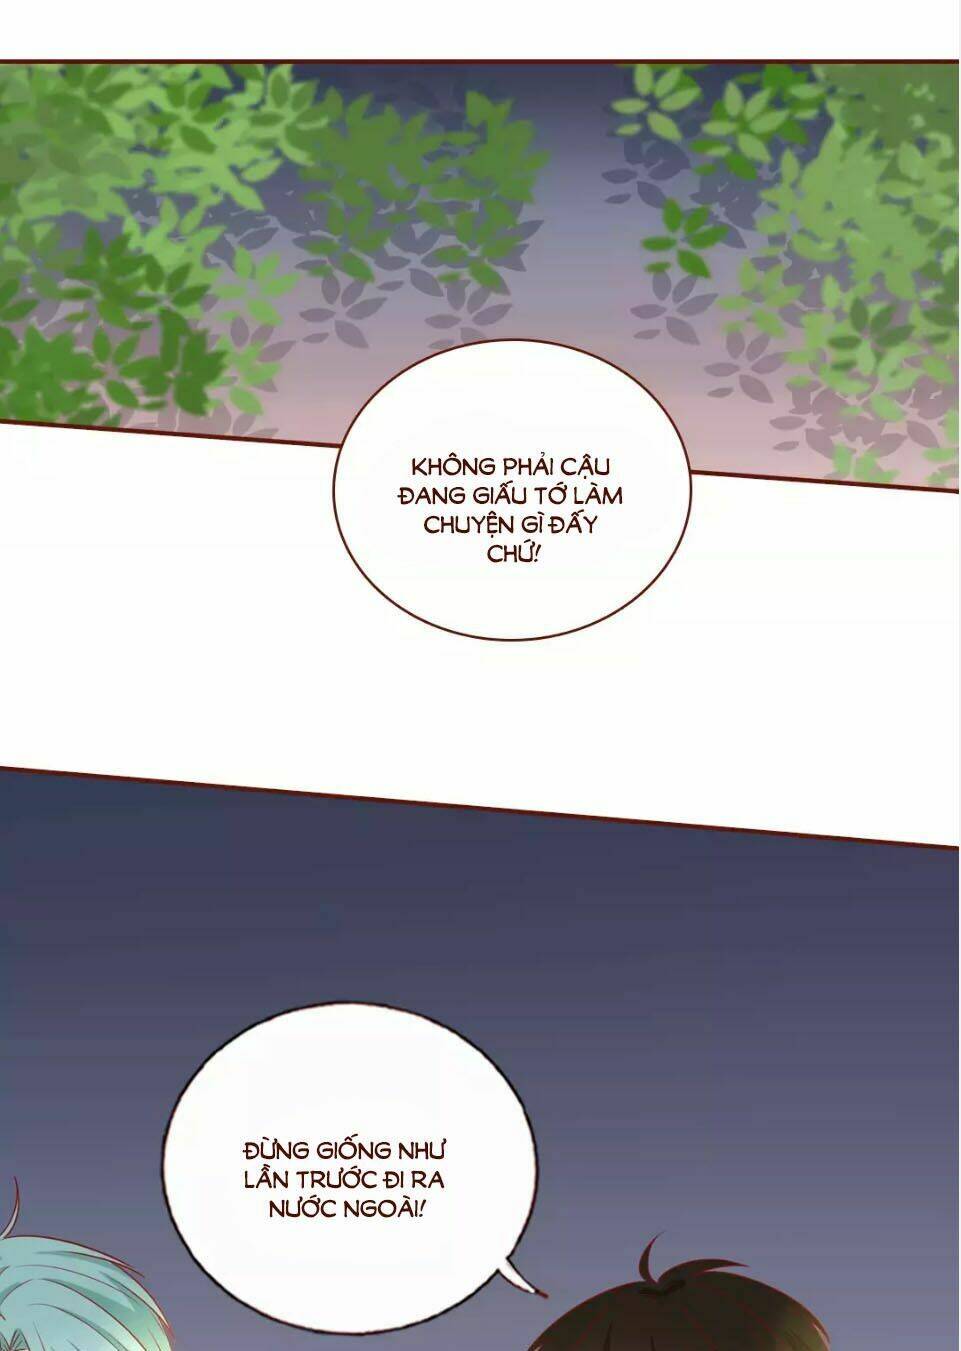 KHÔNG PHẢI CẬU
ĐANG GIẤU TỚ LÀM
CHUYỆN GÌ ĐẤY
CHỨ!
ĐỪNG GIỐNG NHƯ
LẦN TRƯỚC ĐI RA
NƯỚC NGOÀI!